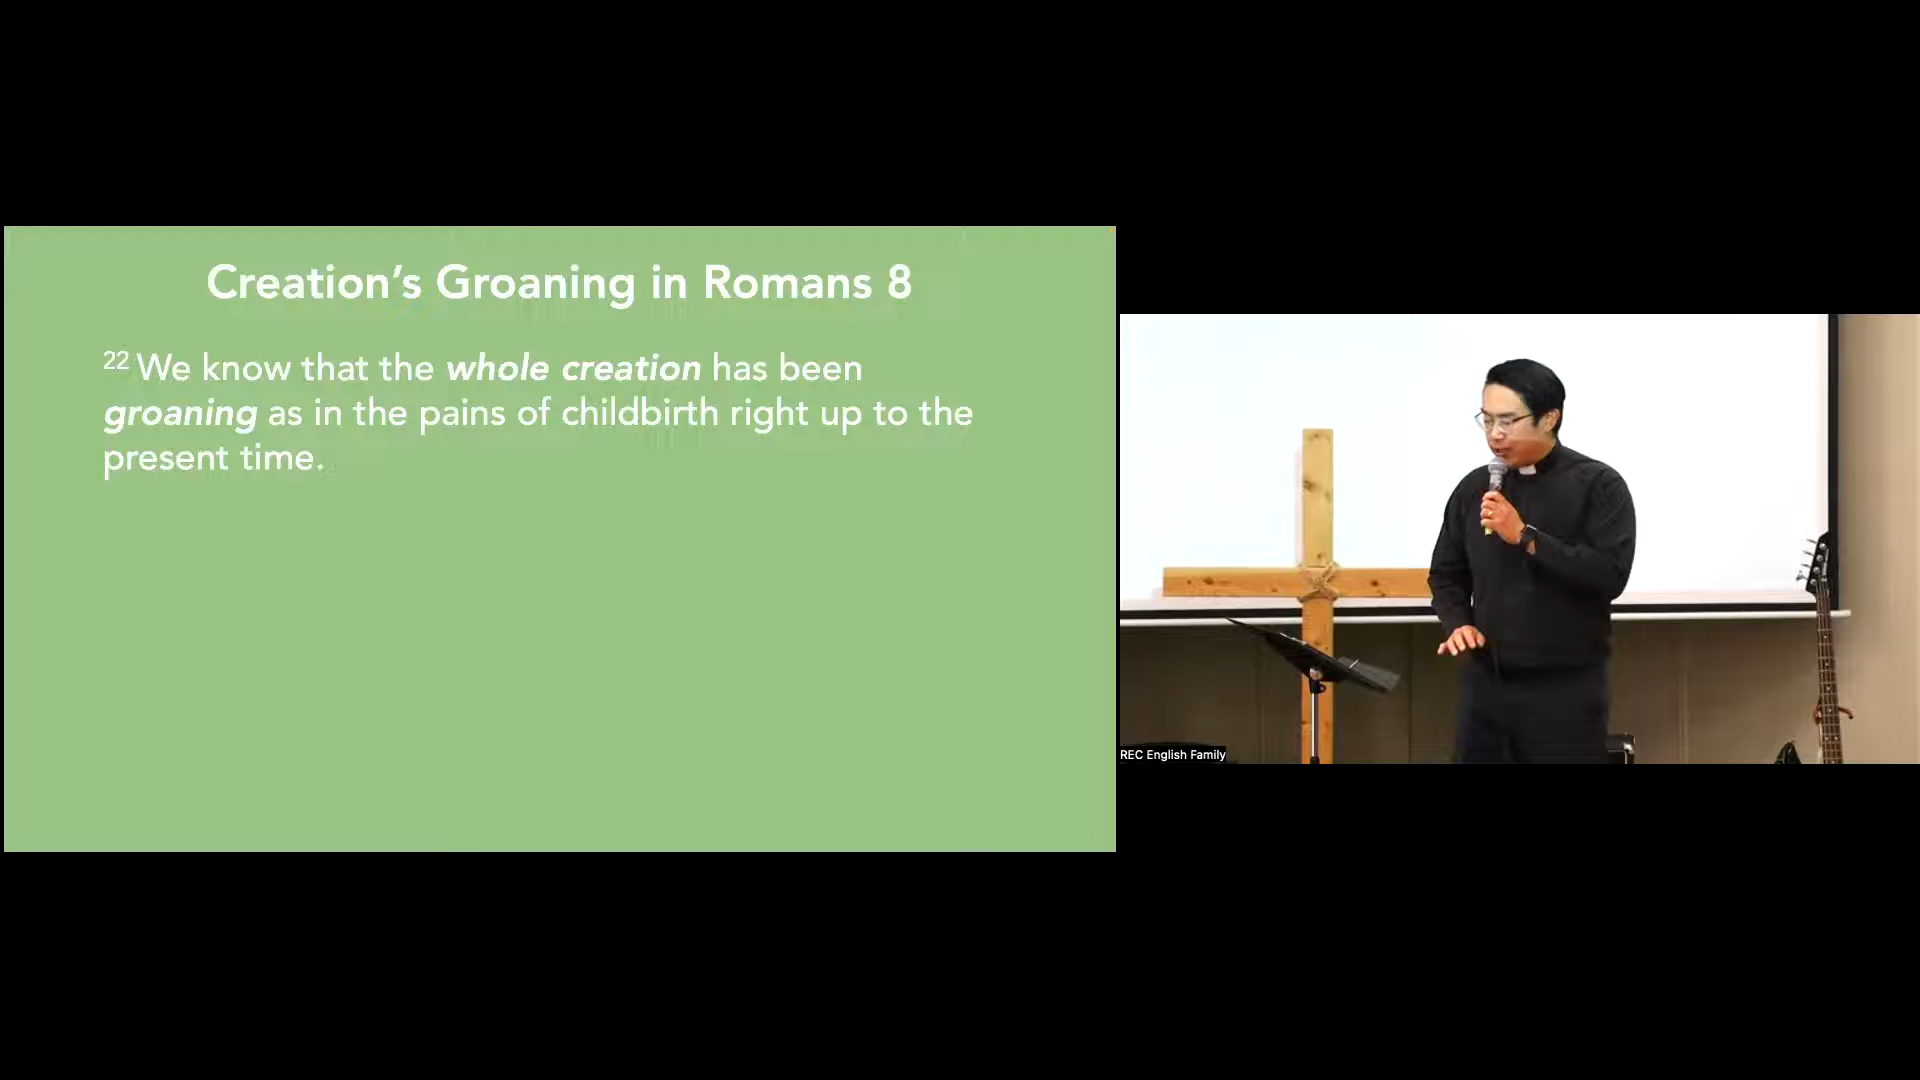 Creation’s Groaning in Romans 8
22 We know that the whole creation has been
groaning as in the pains of childbirth right up to the
present time.
REC English Family